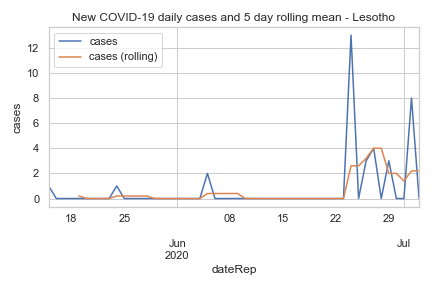 New COVID-19 daily cases and 5 day rolling mean - Lesotho
cases
cases (rolling)
cases
12
10
8
6
4
2
0
18
25
08
15
22
29
Jun
2020
Jul
dateRep